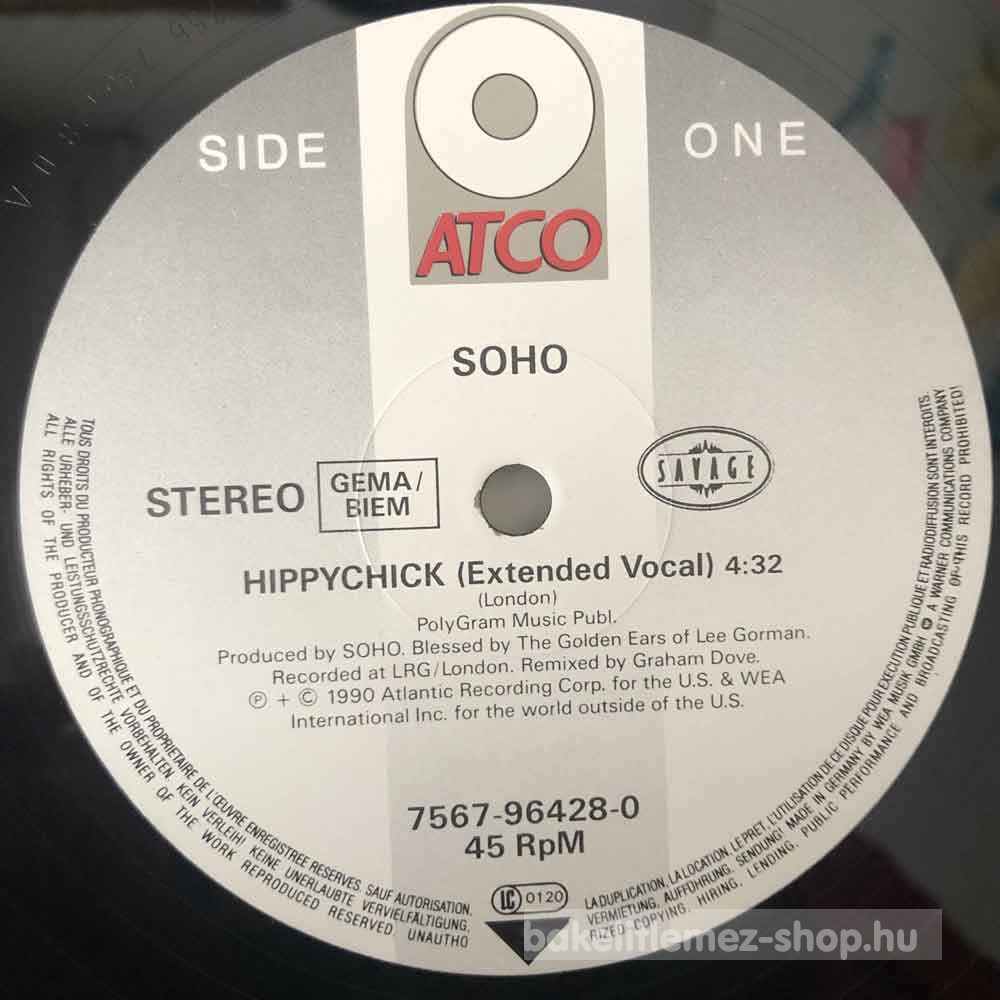 SIDE ONE
ATCO
SOHO
STEREO
GEMA/
BIEM
SAVAGE
HIPPYCHICK (Extended Vocal) 4:32
(London)
PolyGram Music Publ.
Produced by SOHO. Blessed by The Golden Ears of Lee Gorman.
Recorded at LRG/London. Remixed by Graham Dove.
Ⓟ + © 1990 Atlantic Recording Corp. for the U.S. & WEA
International Inc. for the world outside of the U.S.
7567-96428-0
45 RpM
LC 0120
TOUS DROITS DU PRODUCTEUR PHONOGRAPHIQUE ET DU PROPRIETAIRE DE L'ŒUVRE ENREGISTREE RESERVES. SAUF AUTORISATION,
LA DUPLICATION, LA LOCATION, LE PRET, L'UTILISATION DE CE DISQUE POUR EXECUTION PUBLIQUE ET RADIODIFFUSION SONT INTERDITS.
ALLE URHEBER- UND LEISTUNGSSCHUTZRECHTE VORBEHALTEN. KEIN VERLEIH! KEINE UNERLAUBTE VERVIELFÄLTIGUNG,
VERMIETUNG, AUFFÜHRUNG, SENDUNG! MADE IN GERMANY BY WEA MUSIK GMBH A WARNER COMMUNICATIONS COMPANY
ALL RIGHTS OF THE PRODUCER AND OF THE OWNER OF THE WORK REPRODUCED RESERVED. UNAUTHO
RIZED COPYING, HIRING, LENDING, PUBLIC PERFORMANCE AND BROADCASTING OF THIS RECORD PROHIBITED!
bakelitlemez-shop.hu